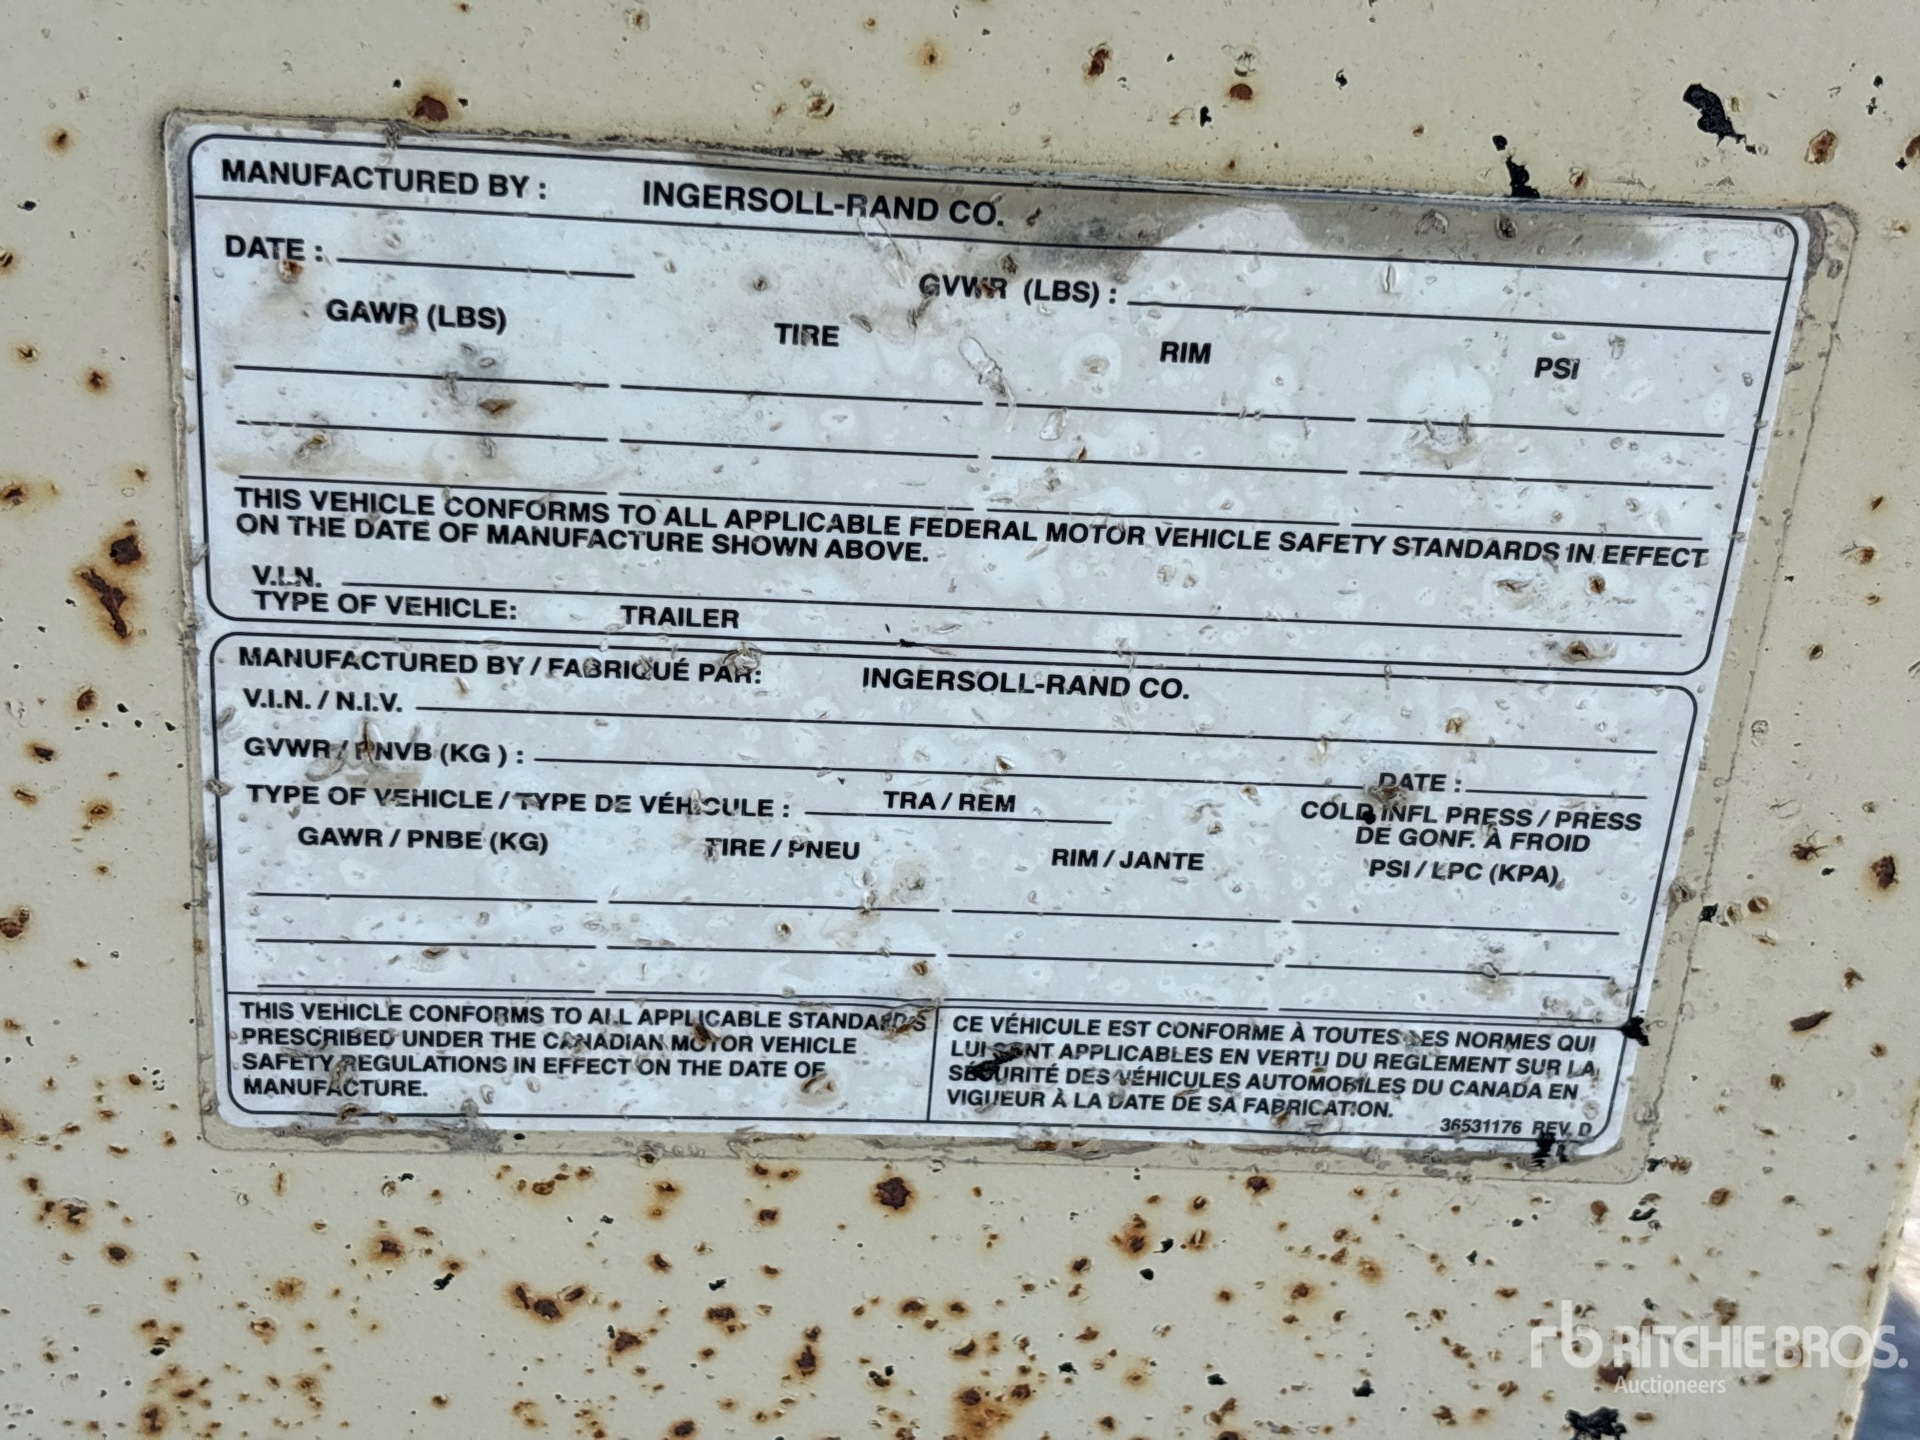 MANUFACTURED BY : INGERSOLL-RAND CO.
DATE : GVWR (LBS) :
GAWR (LBS) TIRE RIM PSI
THIS VEHICLE CONFORMS TO ALL APPLICABLE FEDERAL MOTOR VEHICLE SAFETY STANDARDS IN EFFECT
ON THE DATE OF MANUFACTURE SHOWN ABOVE.
V.I.N.
TYPE OF VEHICLE: TRAILER
MANUFACTURED BY / FABRIQUÉ PAR: INGERSOLL-RAND CO.
V.I.N. / N.I.V.
GVWR / PNVB (KG ) : DATE :
TYPE OF VEHICLE / TYPE DE VÉHICULE : TRA / REM
COLD INFL PRESS / PRESS
DE GONF. À FROID
GAWR / PNBE (KG) TIRE / PNEU RIM / JANTE PSI / LPC (KPA)
THIS VEHICLE CONFORMS TO ALL APPLICABLE STANDARDS
PRESCRIBED UNDER THE CANADIAN MOTOR VEHICLE
SAFETY REGULATIONS IN EFFECT ON THE DATE OF
MANUFACTURE.
CE VÉHICULE EST CONFORME À TOUTES LES NORMES QUI
LUI SONT APPLICABLES EN VERTU DU REGLEMENT SUR LA
SÉCURITÉ DES VÉHICULES AUTOMOBILES DU CANADA EN
VIGUEUR À LA DATE DE SA FABRICATION.
36531176 REV. D
rb RITCHIE BROS.
Auctioneers